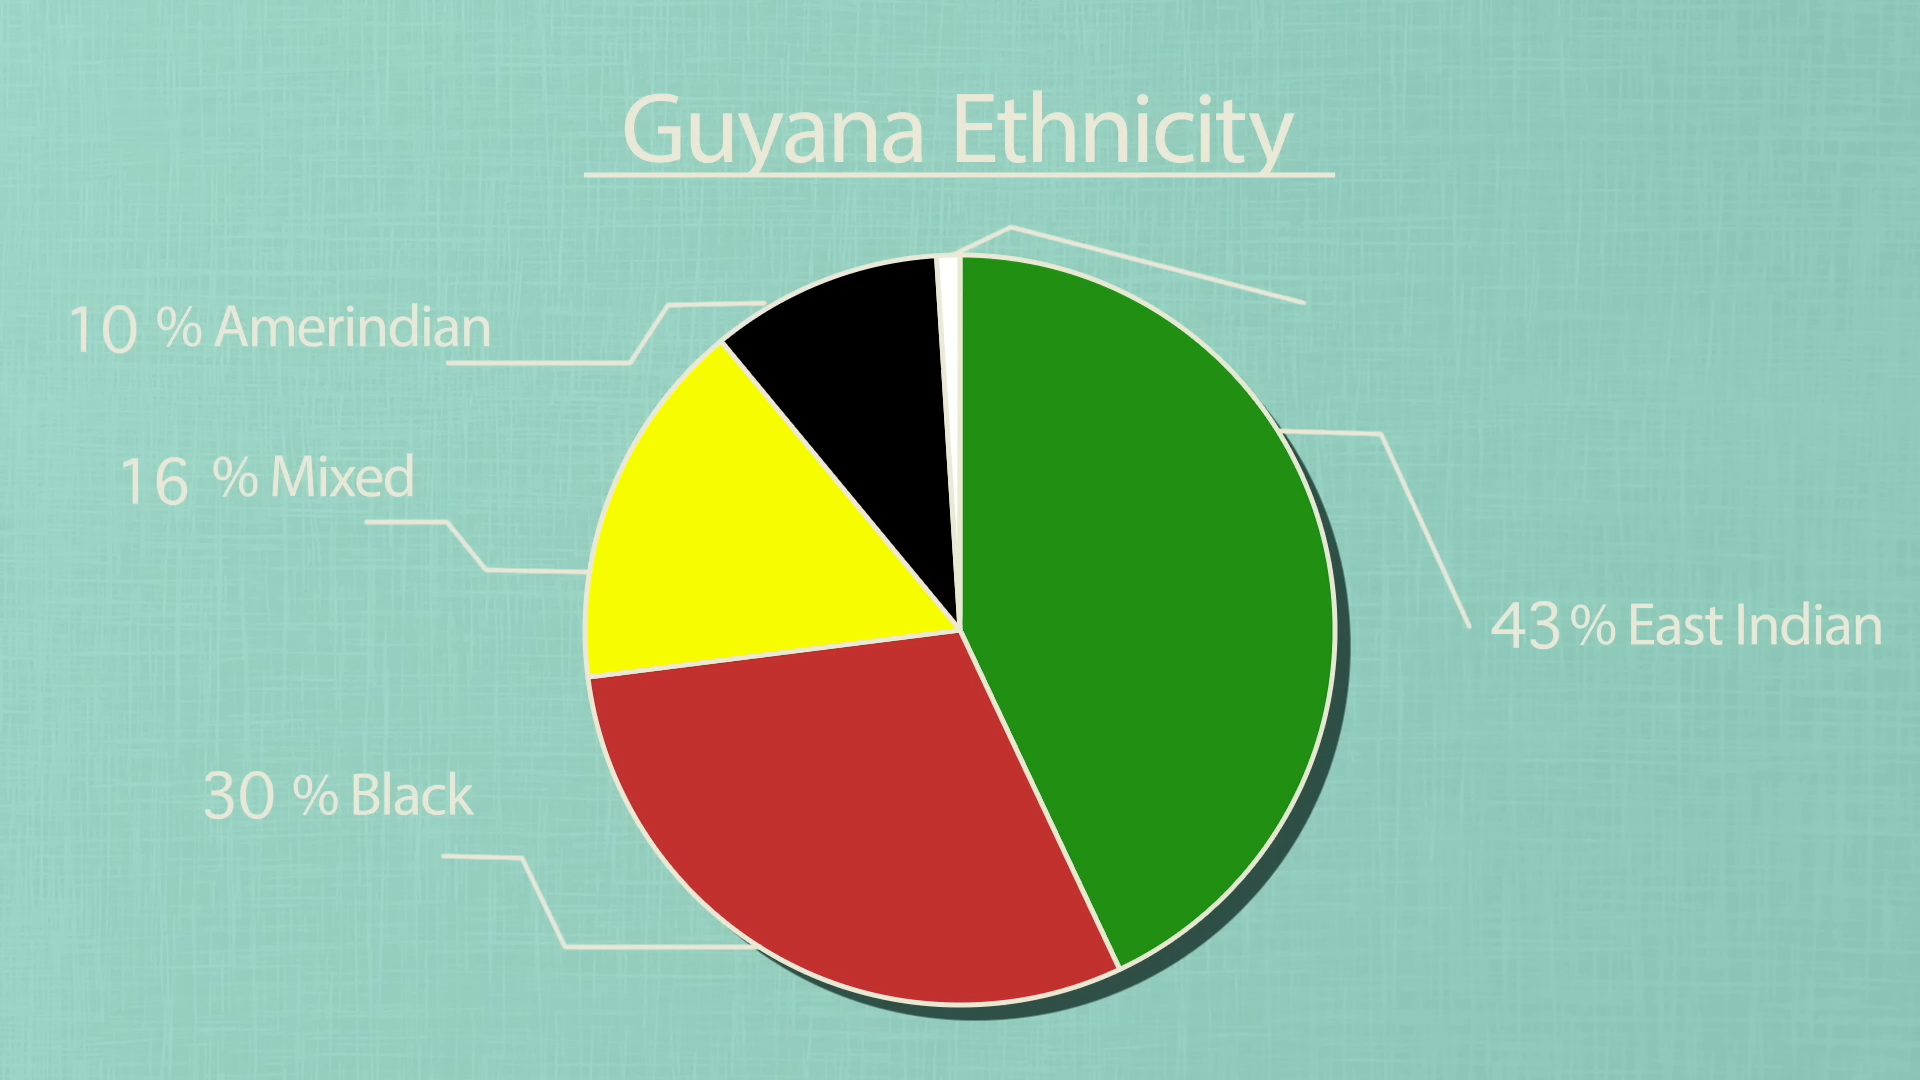 Guyana Ethnicity
10 % Amerindian
16 % Mixed
30 % Black
43 % East Indian